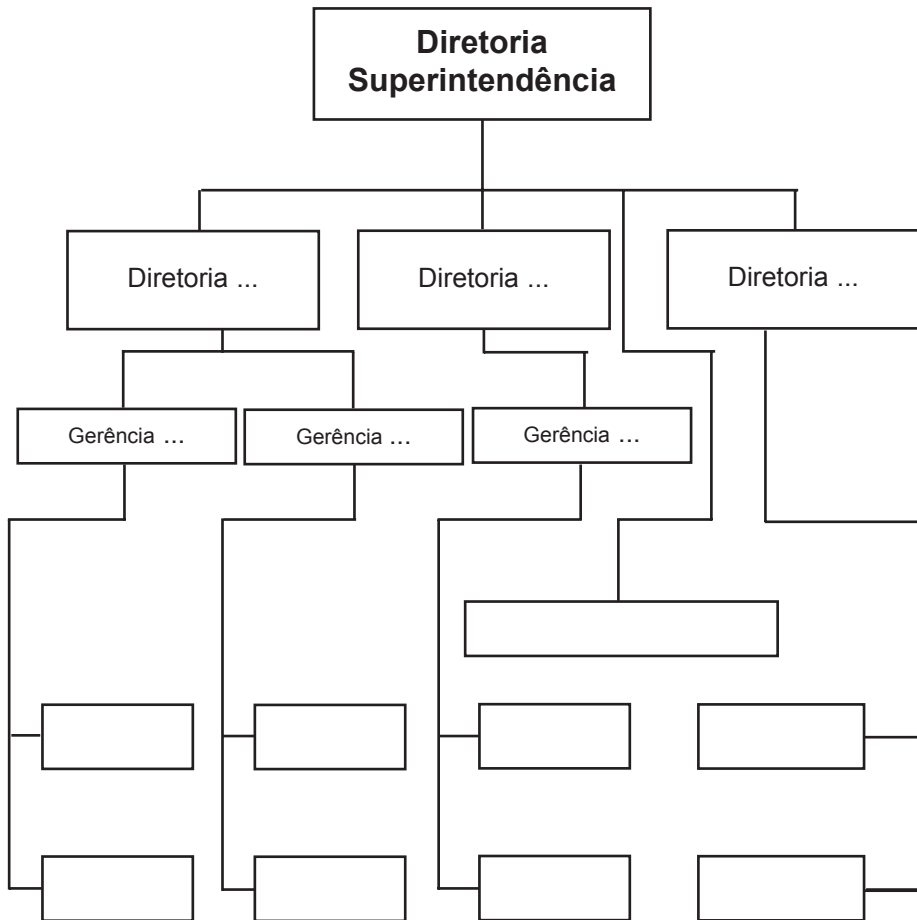 Diretoria
Superintendência
Diretoria ...
Diretoria ...
Diretoria ...
Gerência ...
Gerência ...
Gerência ...